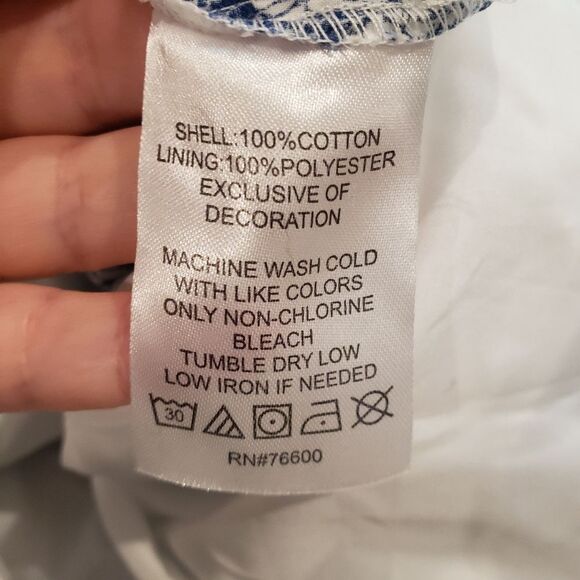 SHELL:100%COTTON
LINING:100%POLYESTER
EXCLUSIVE OF
DECORATION
MACHINE WASH COLD
WITH LIKE COLORS
ONLY NON-CHLORINE
BLEACH
TUMBLE DRY LOW
LOW IRON IF NEEDED
30
RN#76600